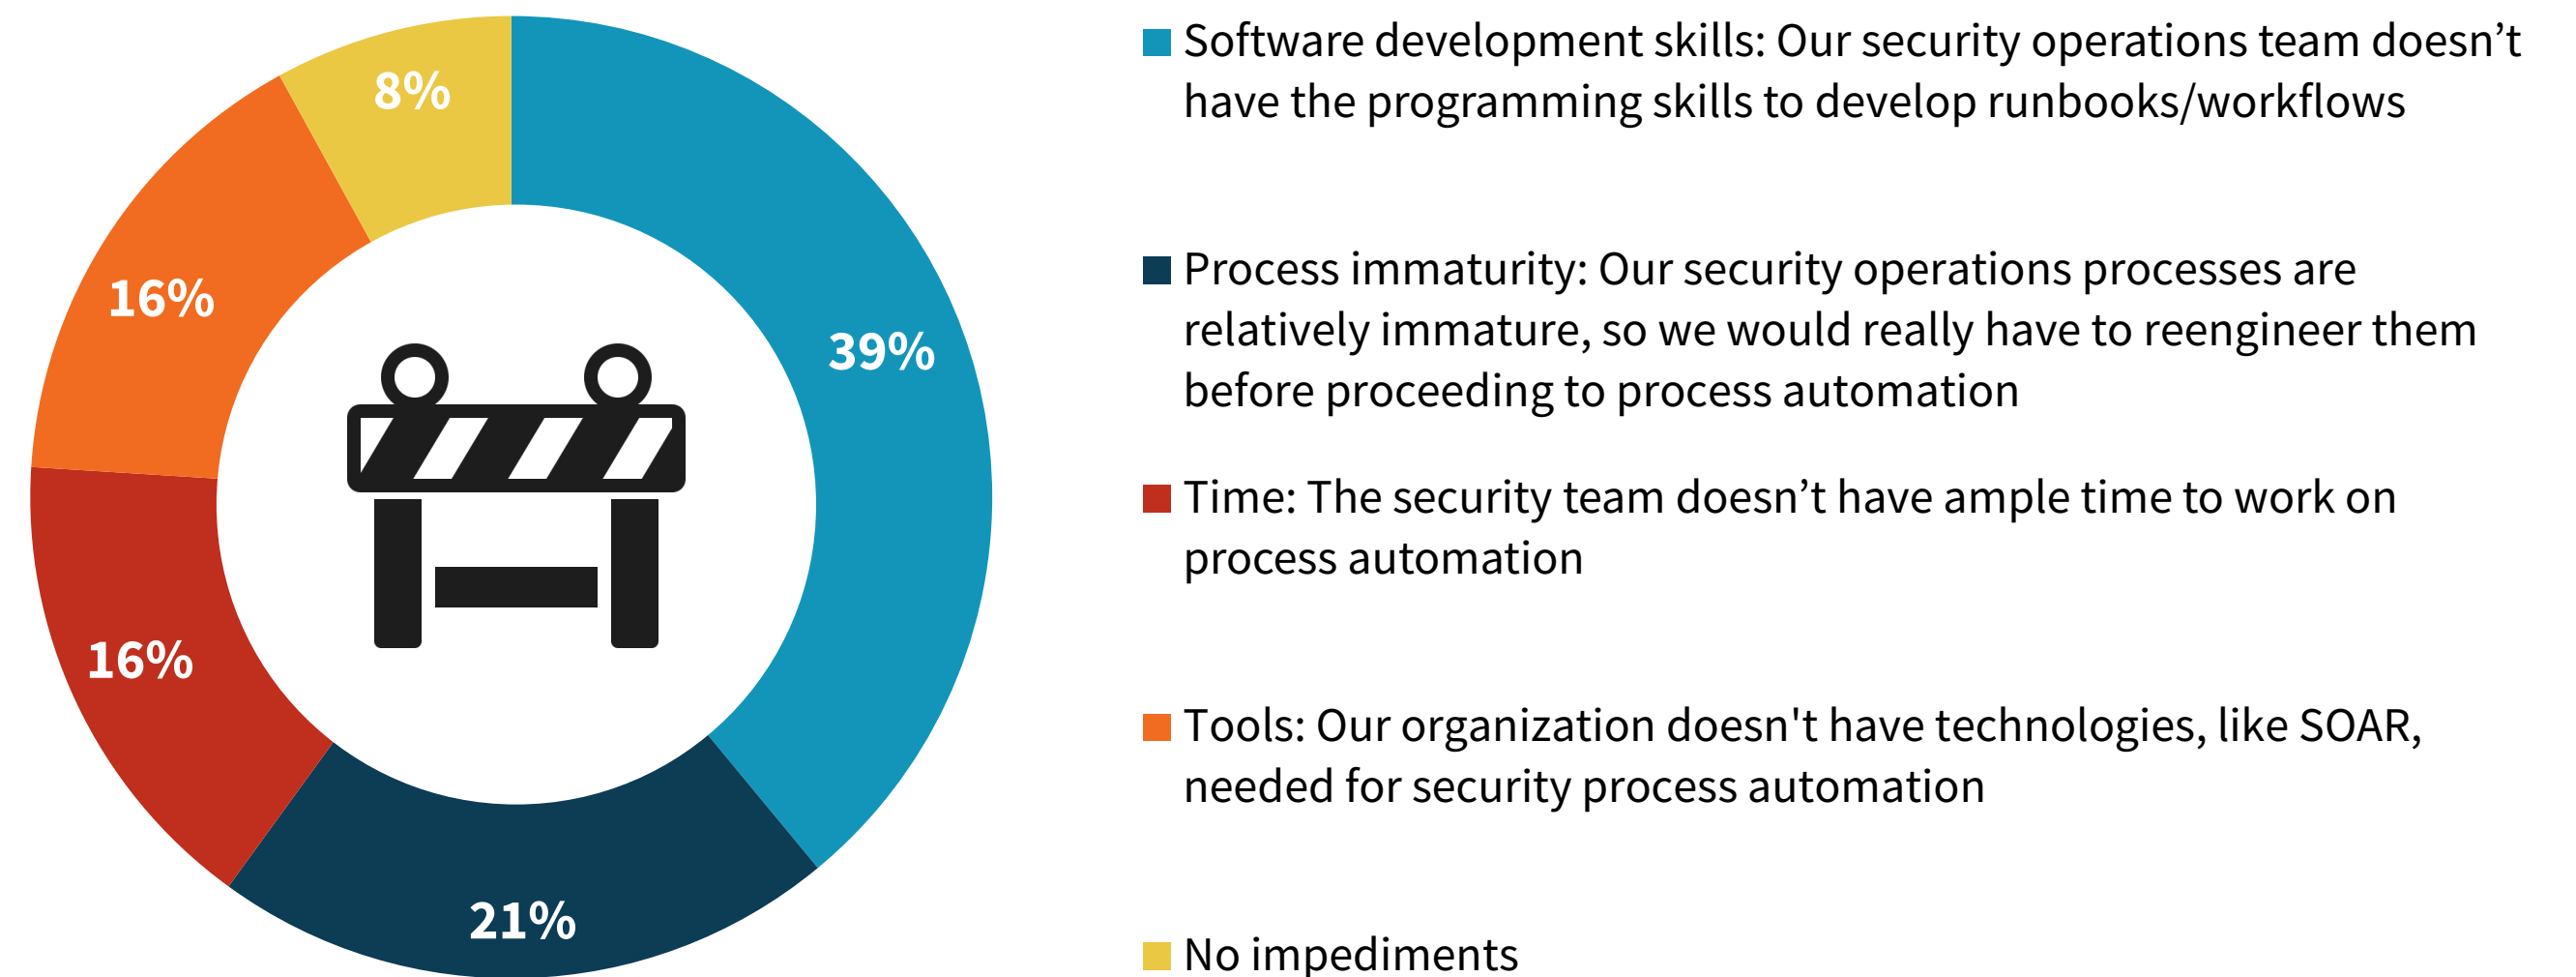 8%
16%
39%
16%
21%
Software development skills: Our security operations team doesn’t
have the programming skills to develop runbooks/workflows
Process immaturity: Our security operations processes are
relatively immature, so we would really have to reengineer them
before proceeding to process automation
Time: The security team doesn’t have ample time to work on
process automation
Tools: Our organization doesn't have technologies, like SOAR,
needed for security process automation
No impediments